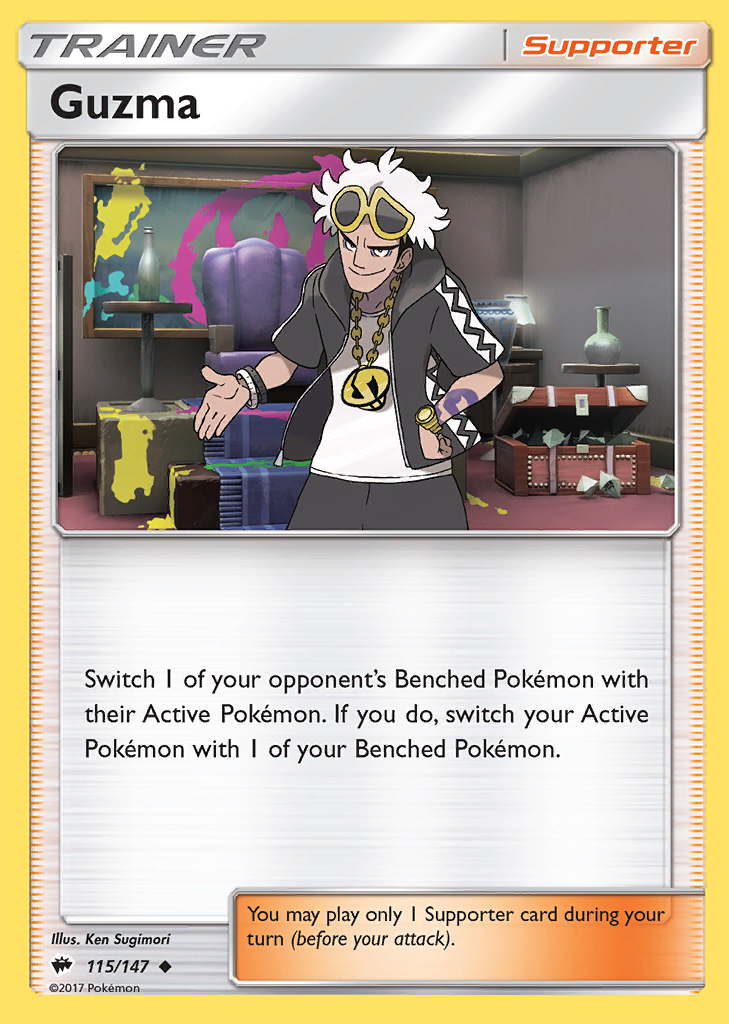 TRAINER
Supporter
Guzma
Switch 1 of your opponent's Benched Pokémon with
their Active Pokémon. If you do, switch your Active
Pokémon with 1 of your Benched Pokémon.
You may play only 1 Supporter card during your
turn (before your attack).
Illus. Ken Sugimori
115/147
©2017 Pokémon